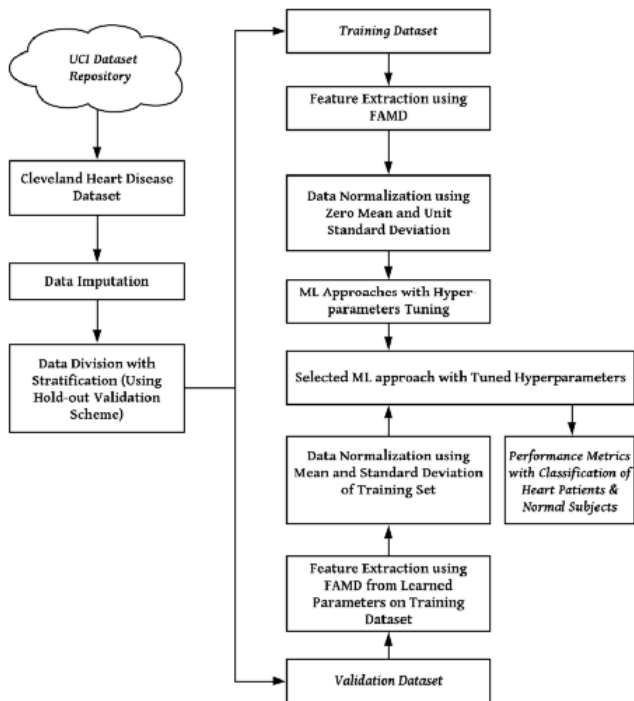 UCI Dataset
Repository
Cleveland Heart Disease
Dataset
Data Imputation
Data Division with
Stratification (Using
Hold-out Validation
Scheme)
Training Dataset
Feature Extraction using
FAMD
Data Normalization using
Zero Mean and Unit
Standard Deviation
ML Approaches with Hyper-
parameters Tuning
Selected ML approach with Tuned Hyperparameters
Data Normalization using
Mean and Standard Deviation
of Training Set
Performance Metrics
with Classification of
Heart Patients &
Normal Subjects
Feature Extraction using
FAMD from Learned
Parameters on Training
Dataset
Validation Dataset